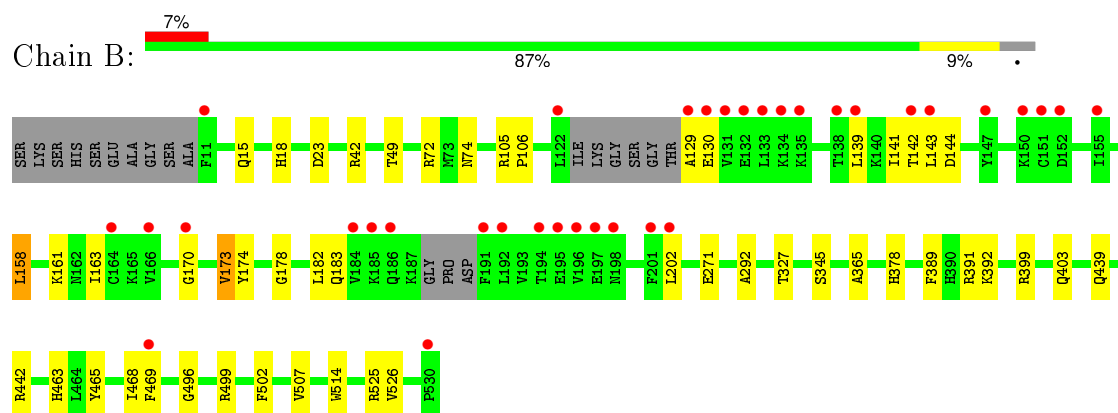 7%
Chain B:
87% 9% •
SER LYS SER HIS SER GLU ALA GLY SER ALA F11 Q15 H18 D23 R42 T49 R72 M73 N74 R105 P106 L122 ILE LYS GLY SER GLY THR A129 E130 V131 E132 L133 K134 K135 T138 L139 K140 I141 T142 L143 D144 Y147 K150 C151 D152 I155
L158 K161 N162 I163 C164 K165 V166 G170 V173 Y174 G178 L182 Q183 V184 K185 Q186 K187 GLY PRO ASP F191 L192 V193 T194 E195 V196 E197 N198 F201 L202 E271 A292 T327 S345 A365 H378 F389 H390 R391 K392 R399 Q403 Q439
R442 H463 L464 Y465 I468 F469 G496 R499 F502 V507 W514 R525 V526 P530